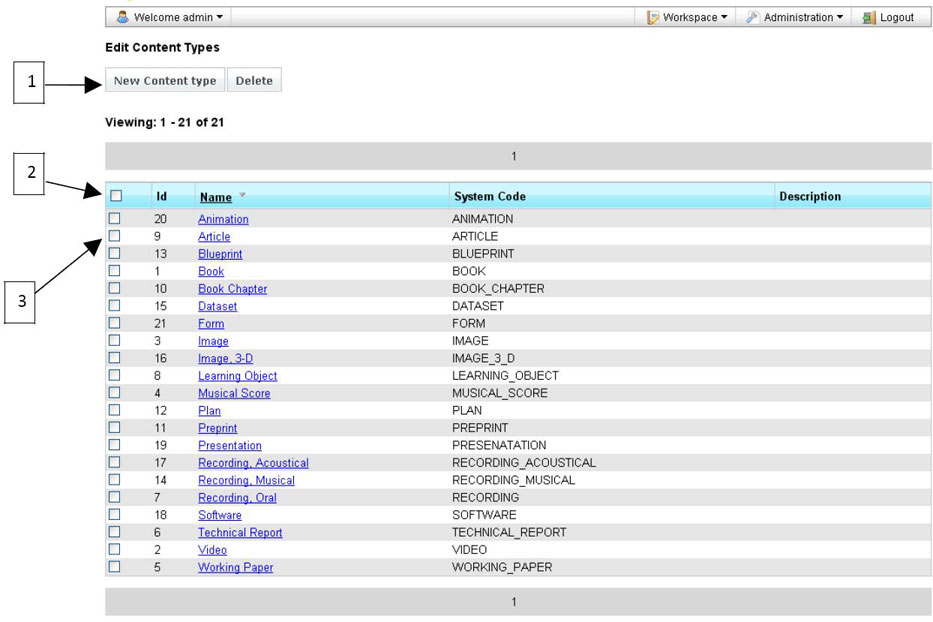 Welcome admin Workspace Administration Logout
Edit Content Types
1 New Content type Delete
Viewing: 1 - 21 of 21
1
2 Id Name System Code Description
20 Animation ANIMATION
9 Article ARTICLE
13 Blueprint BLUEPRINT
1 Book BOOK
10 Book Chapter BOOK_CHAPTER
3 15 Dataset DATASET
21 Form FORM
3 Image IMAGE
16 Image, 3-D IMAGE_3_D
8 Learning Object LEARNING_OBJECT
4 Musical Score MUSICAL_SCORE
12 Plan PLAN
11 Preprint PREPRINT
19 Presentation PRESENATATION
17 Recording, Acoustical RECORDING_ACOUSTICAL
14 Recording, Musical RECORDING_MUSICAL
7 Recording, Oral RECORDING
18 Software SOFTWARE
6 Technical Report TECHNICAL_REPORT
2 Video VIDEO
5 Working Paper WORKING_PAPER
1